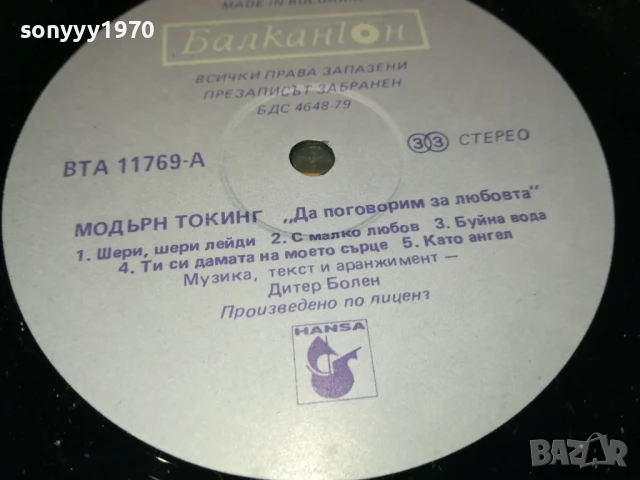 sonyyy1970
MADE IN BULGARIA
Балкантон
ВСИЧКИ ПРАВА ЗАПАЗЕНИ
ПРЕЗАПИСЪТ ЗАБРАНЕН
БДС 4648-79
ВТА 11769-А
33 СТЕРЕО
МОДЪРН ТОКИНГ „Да поговорим за любовта"
1. Шери, шери лейди 2. С малко любов 3. Буйна вода
4. Ти си дамата на моето сърце 5. Като ангел
Музика, текст и аранжимент —
Дитер Болен
Произведено по лиценз
HANSA
BAZAR